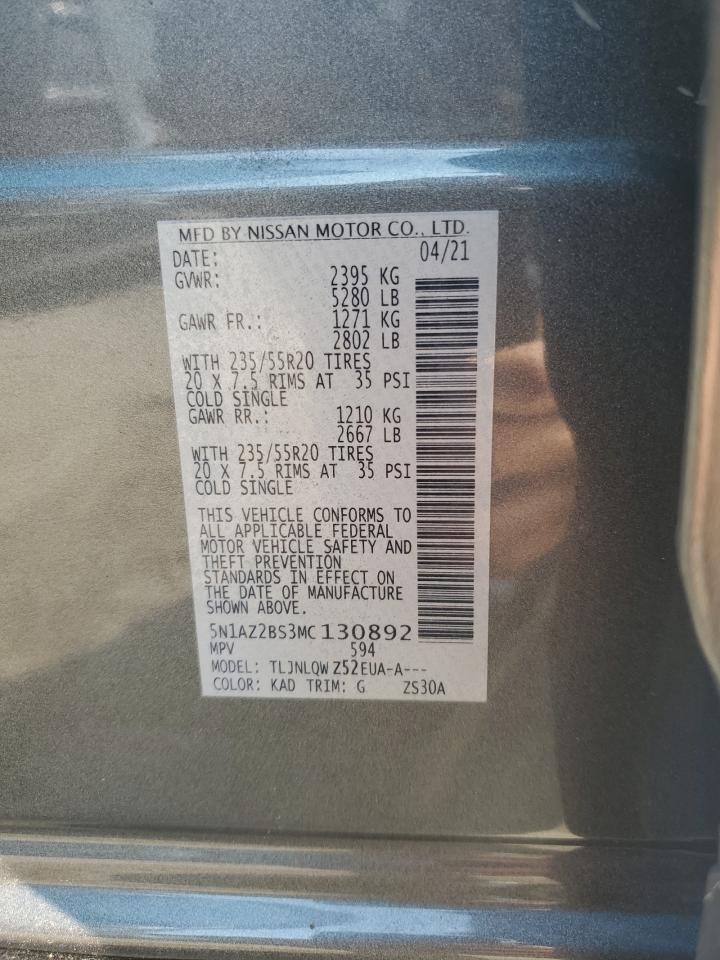 MFD BY NISSAN MOTOR CO., LTD.
DATE: 04/21
GVWR: 2395 KG
5280 LB
GAWR FR.: 1271 KG
2802 LB
WITH 235/55R20 TIRES
20 X 7.5 RIMS AT 35 PSI
COLD SINGLE
GAWR RR.: 1210 KG
2667 LB
WITH 235/55R20 TIRES
20 X 7.5 RIMS AT 35 PSI
COLD SINGLE
THIS VEHICLE CONFORMS TO
ALL APPLICABLE FEDERAL
MOTOR VEHICLE SAFETY AND
THEFT PREVENTION
STANDARDS IN EFFECT ON
THE DATE OF MANUFACTURE
SHOWN ABOVE.
5N1AZ2BS3MC130892
MPV 594
MODEL: TLJNLQW Z52EUA-A---
COLOR: KAD TRIM: G ZS30A